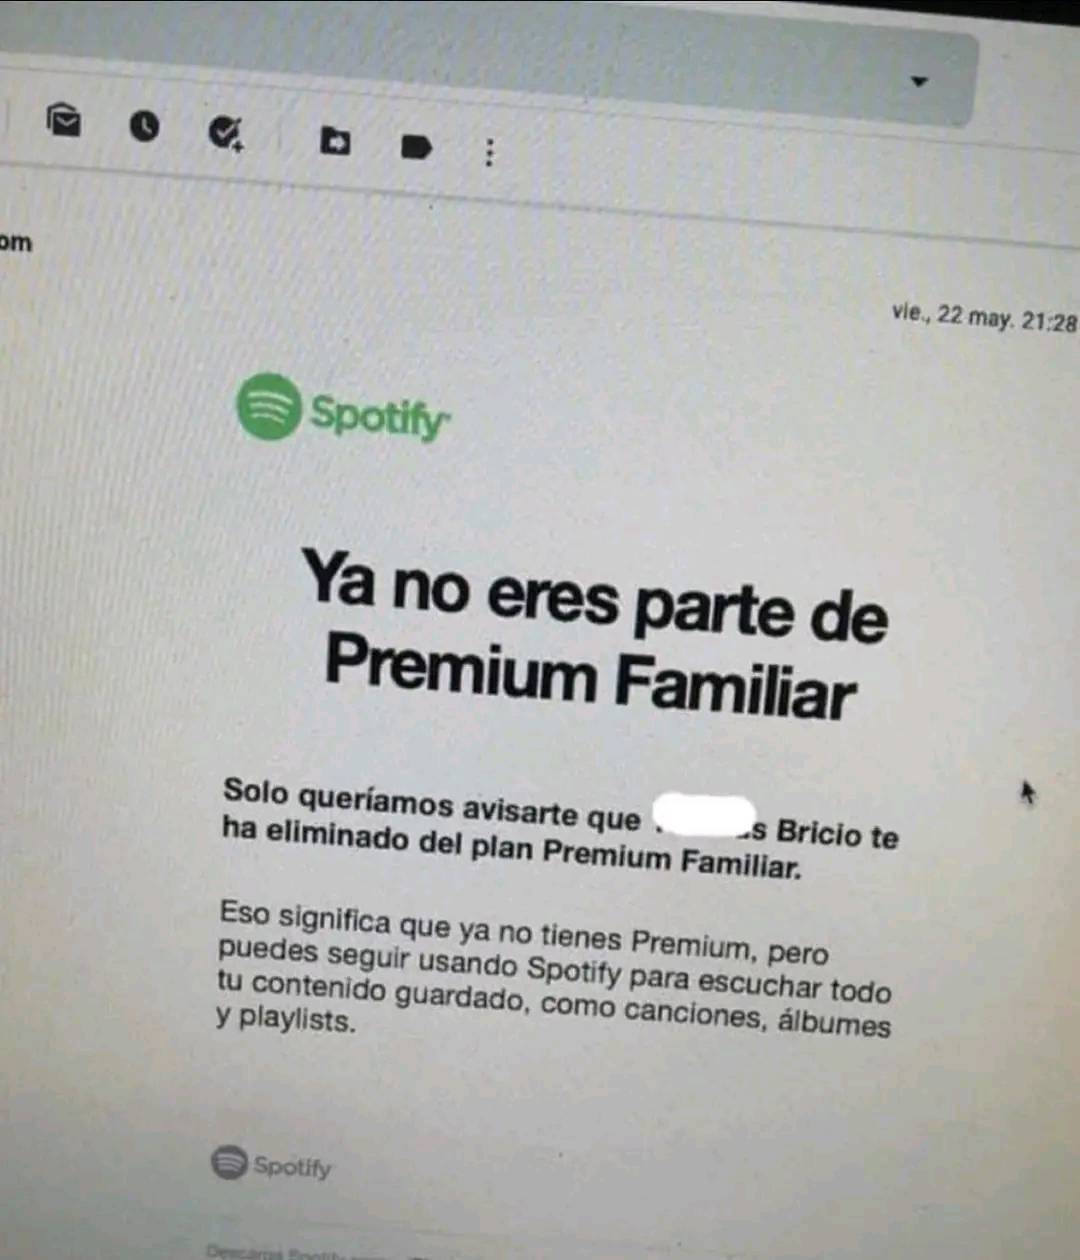 om
vie., 22 may. 21:28
Spotify
Ya no eres parte de
Premium Familiar
Solo queríamos avisarte que s Bricio te
ha eliminado del plan Premium Familiar.
Eso significa que ya no tienes Premium, pero
puedes seguir usando Spotify para escuchar todo
tu contenido guardado, como canciones, álbumes
y playlists.
Spotify